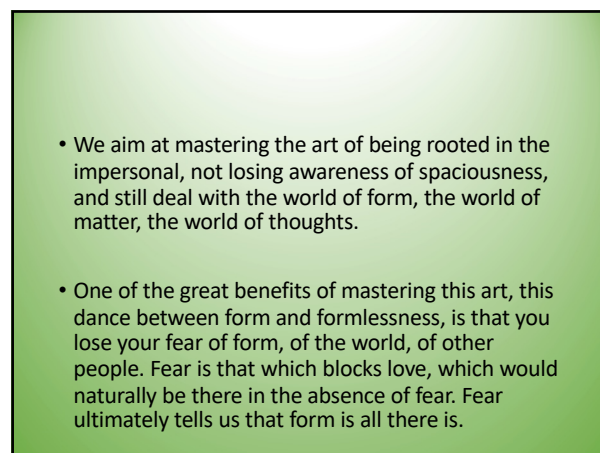 • We aim at mastering the art of being rooted in the
impersonal, not losing awareness of spaciousness,
and still deal with the world of form, the world of
matter, the world of thoughts.
• One of the great benefits of mastering this art, this
dance between form and formlessness, is that you
lose your fear of form, of the world, of other
people. Fear is that which blocks love, which would
naturally be there in the absence of fear. Fear
ultimately tells us that form is all there is.